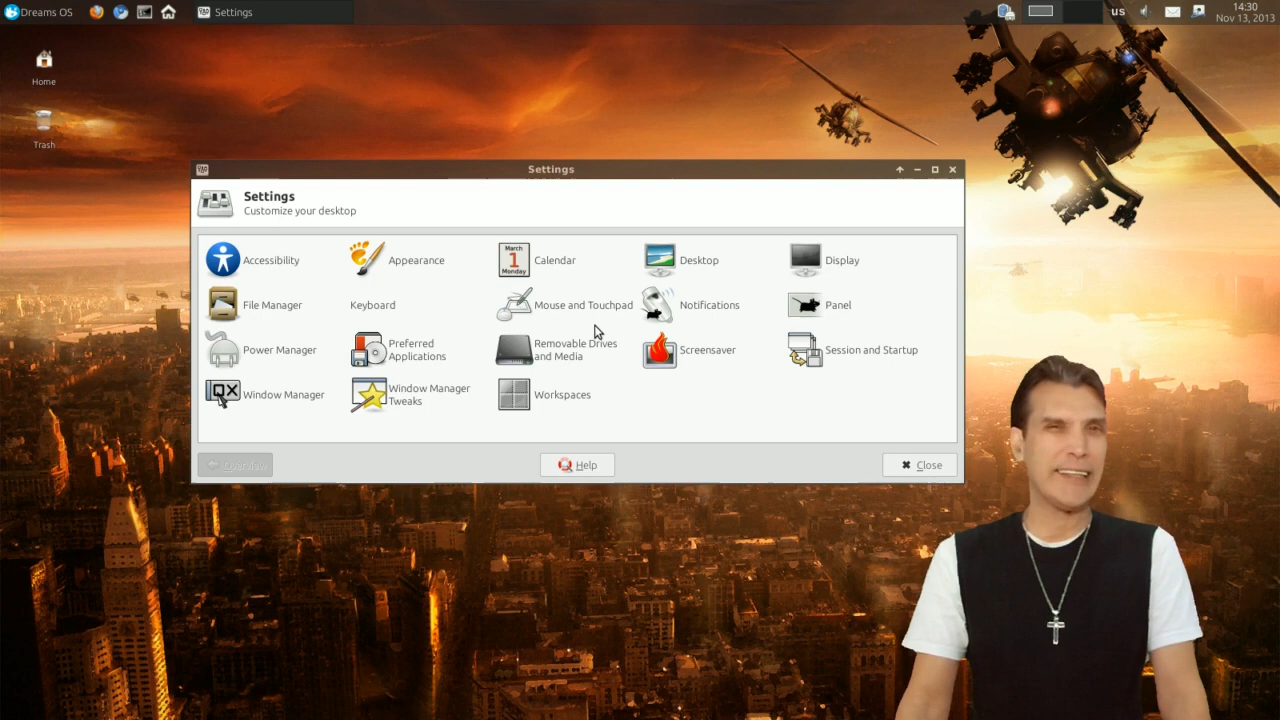 Dreams OS
Settings
us
14:30
Nov 13, 2013
Home
Trash
Settings
Settings
Customize your desktop
Accessibility
Appearance
March
1
Monday
Calendar
Desktop
Display
File Manager
Keyboard
Mouse and Touchpad
Notifications
Panel
Power Manager
Preferred
Applications
Removable Drives
and Media
Screensaver
Session and Startup
Window Manager
Window Manager
Tweaks
Workspaces
Overview
Help
Close